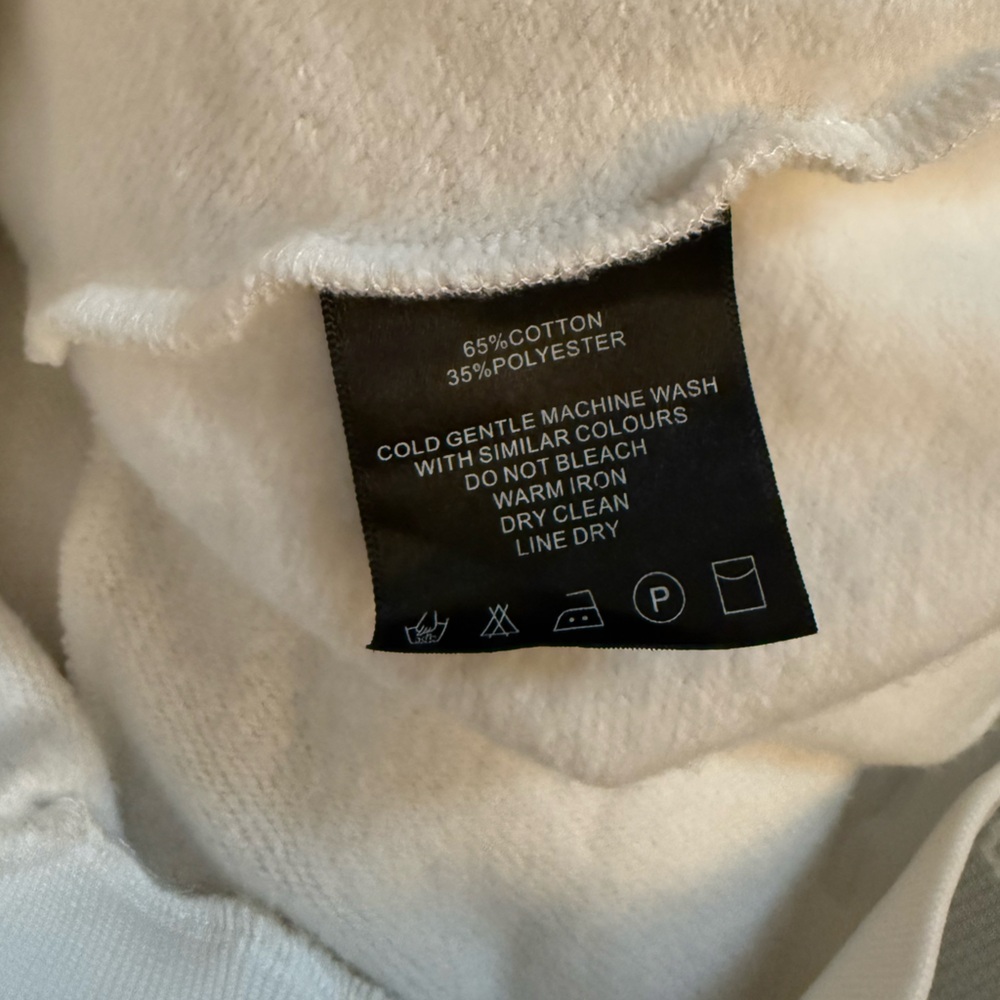 65%COTTON
35%POLYESTER
COLD GENTLE MACHINE WASH
WITH SIMILAR COLOURS
DO NOT BLEACH
WARM IRON
DRY CLEAN
LINE DRY
P